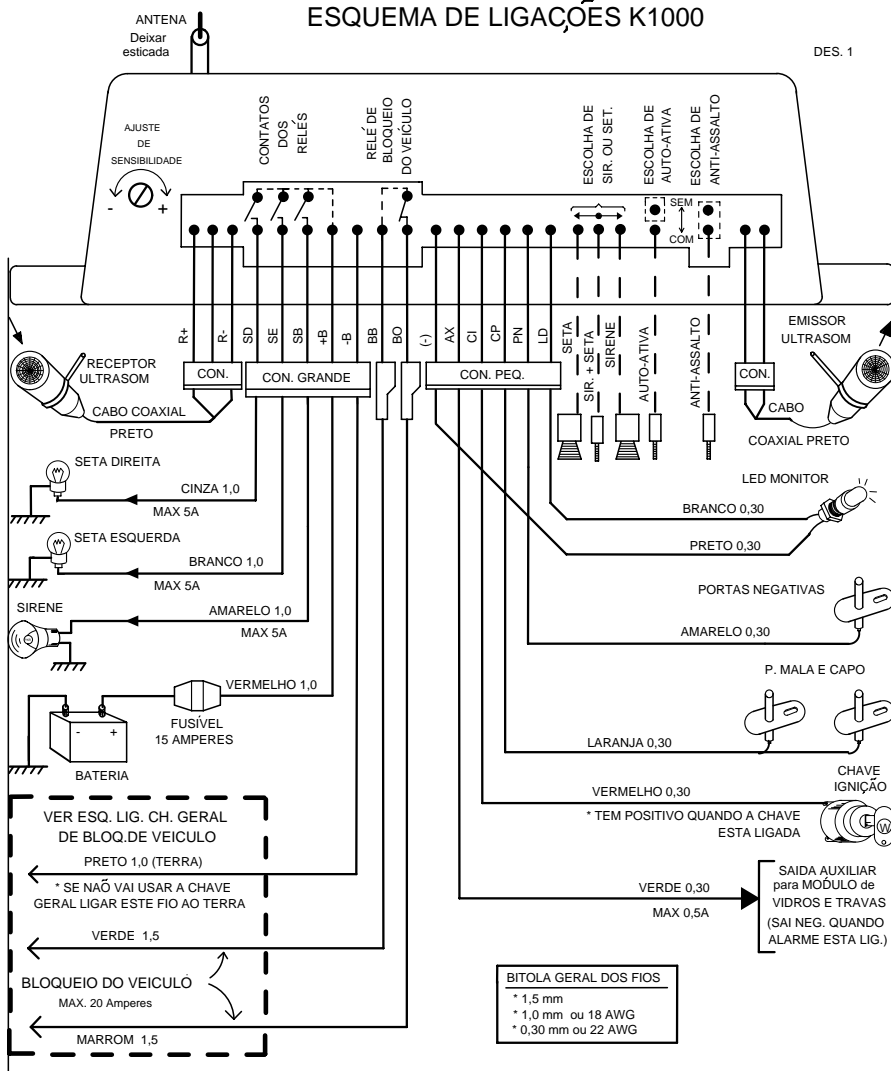 ESQUEMA DE LIGAÇÕES K1000
DES. 1
ANTENA
Deixar
esticada
AJUSTE
DE
SENSIBILIDADE
-
+
CONTATOS
DOS
RELÉS
RELÉ DE
BLOQUEIO
DO VEÍCULO
ESCOLHA DE
SIR. OU SET.
ESCOLHA DE
AUTO-ATIVA
ESCOLHA DE
ANTI-ASSALTO
SEM
COM
R+
R-
SD
SE
SB
+B
-B
BB
BO
(-)
AX
CI
CP
PN
LD
SETA
SIR. + SETA
SIRENE
AUTO-ATIVA
ANTI-ASSALTO
CON.
CON. GRANDE
CON. PEQ.
CON.
RECEPTOR
ULTRASOM
CABO COAXIAL
PRETO
EMISSOR
ULTRASOM
CABO
COAXIAL PRETO
SETA DIREITA
CINZA 1,0
MAX 5A
SETA ESQUERDA
BRANCO 1,0
MAX 5A
SIRENE
AMARELO 1,0
MAX 5A
VERMELHO 1,0
FUSÍVEL
15 AMPERES
- +
BATERIA
LED MONITOR
BRANCO 0,30
PRETO 0,30
PORTAS NEGATIVAS
AMARELO 0,30
P. MALA E CAPO
LARANJA 0,30
CHAVE
IGNIÇÃO
VERMELHO 0,30
* TEM POSITIVO QUANDO A CHAVE
ESTA LIGADA
W
VERDE 0,30
MAX 0,5A
SAIDA AUXILIAR
para MODULO de
VIDROS E TRAVAS
(SAI NEG. QUANDO
ALARME ESTA LIG.)
VER ESQ. LIG. CH. GERAL
DE BLOQ.DE VEICULO
PRETO 1,0 (TERRA)
* SE NÃO VAI USAR A CHAVE
GERAL LIGAR ESTE FIO AO TERRA
VERDE 1,5
BLOQUEIO DO VEICULO
MAX. 20 Amperes
MARROM 1,5
BITOLA GERAL DOS FIOS
* 1,5 mm
* 1,0 mm ou 18 AWG
* 0,30 mm ou 22 AWG